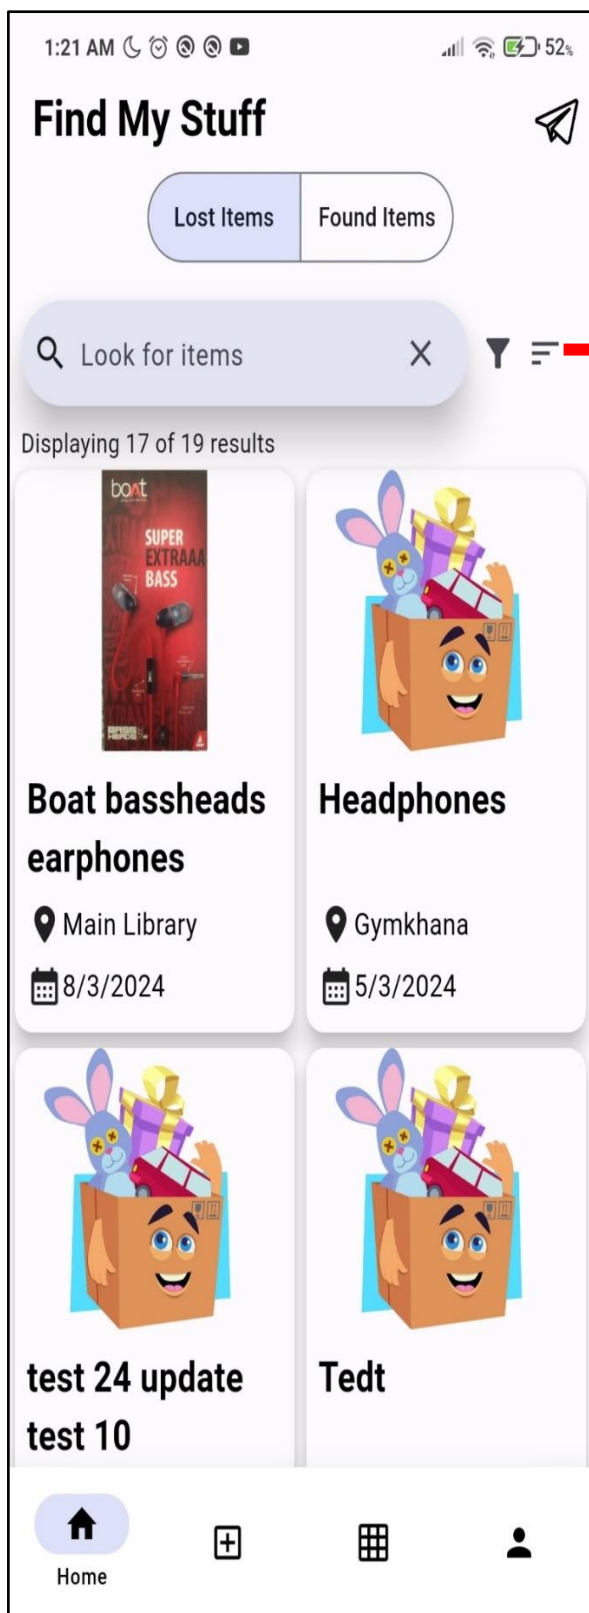 1:21 AM
52%
Find My Stuff
Lost Items
Found Items
Look for items
Displaying 17 of 19 results
boAt
SUPER
EXTRAAA
BASS
BASS
HEADS
Boat bassheads
earphones
Main Library
8/3/2024
Headphones
Gymkhana
5/3/2024
test 24 update
test 10
Tedt
Home